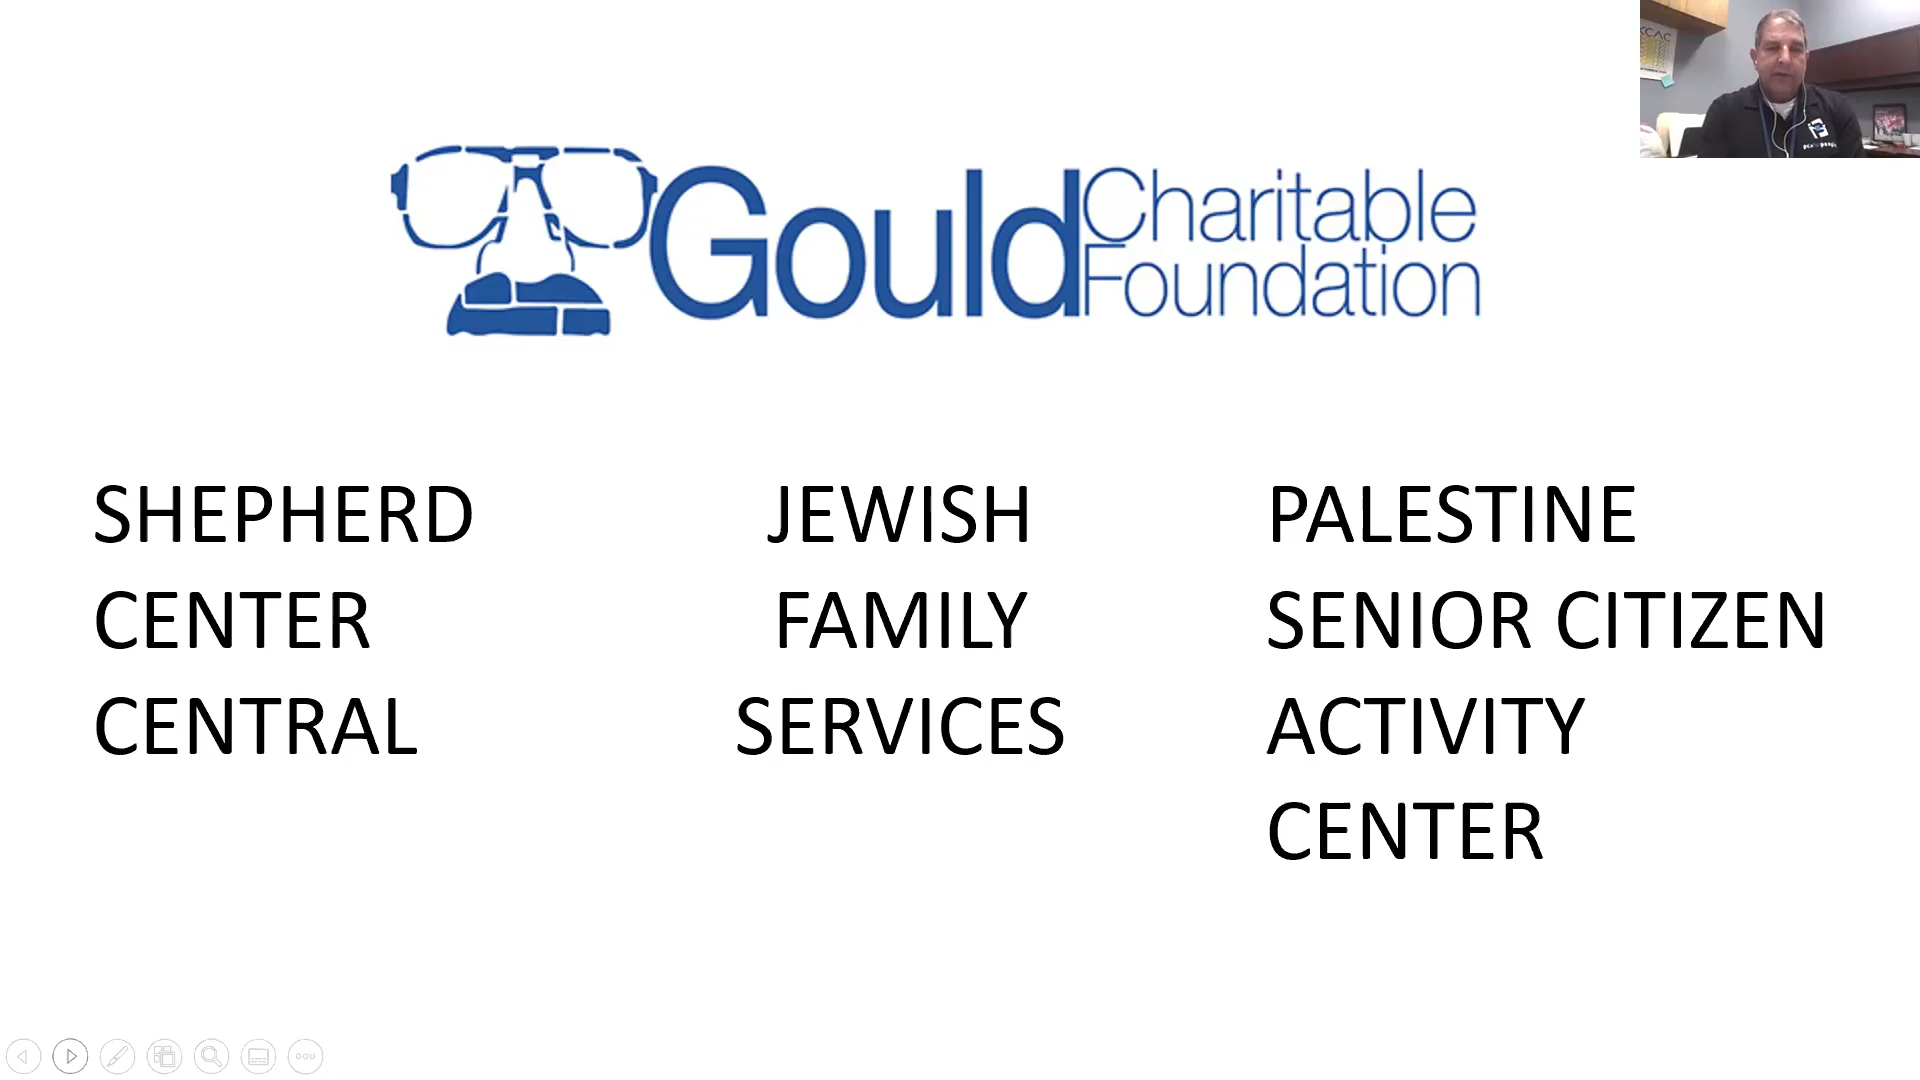 Gould
Charitable
Foundation
SHEPHERD
CENTER
CENTRAL
JEWISH
FAMILY
SERVICES
PALESTINE
SENIOR CITIZEN
ACTIVITY
CENTER